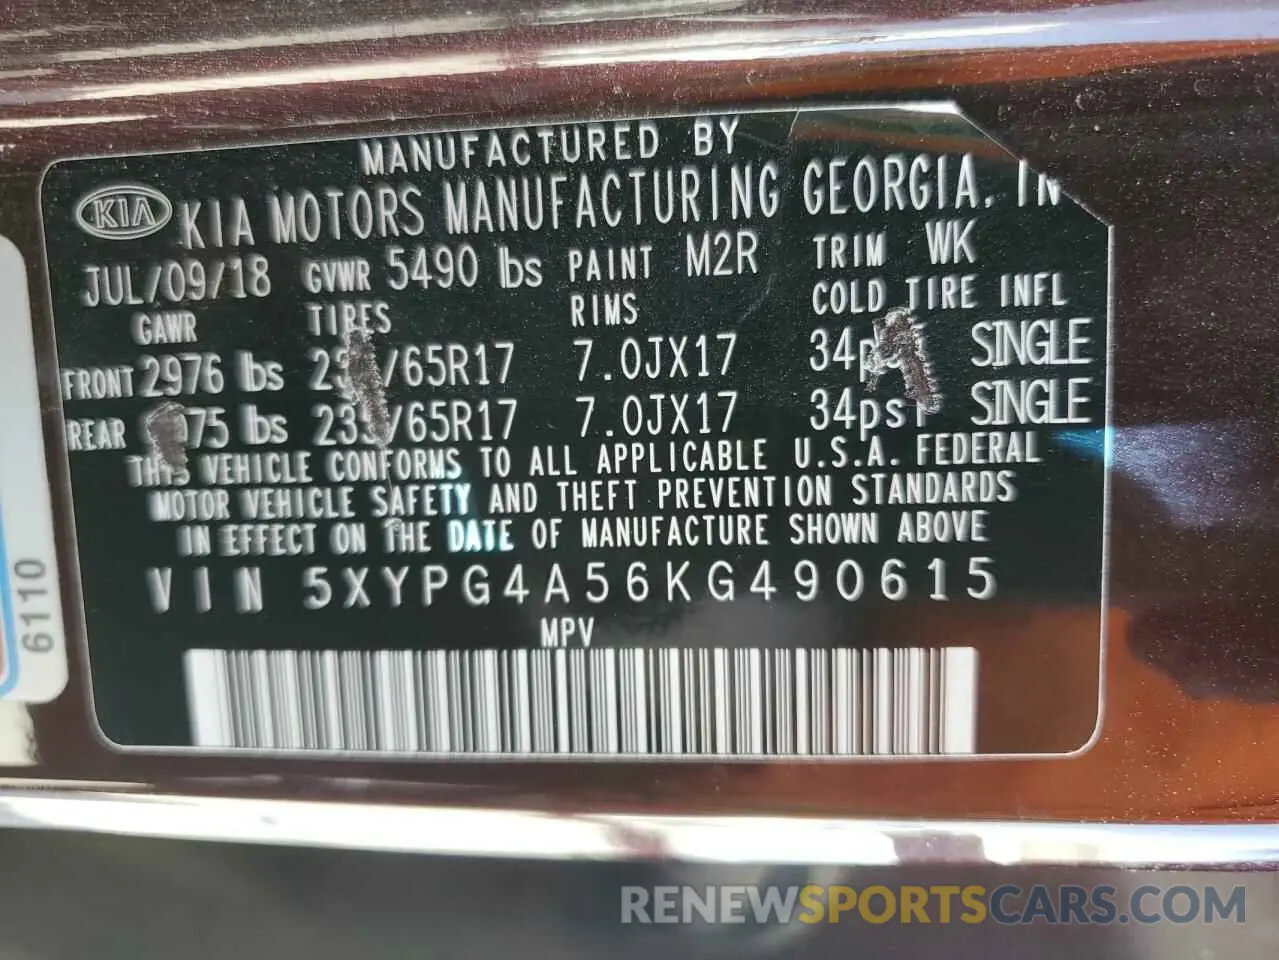 MANUFACTURED BY
KIA KIA MOTORS MANUFACTURING GEORGIA, IN
JUL/09/18 GVWR 5490 lbs PAINT M2R TRIM WK
GAWR TIRES RIMS COLD TIRE INFL
FRONT 2976 lbs /65R17 7.0JX17 34psi SINGLE
REAR 75 lbs 235/65R17 7.0JX17 34psi SINGLE
THIS VEHICLE CONFORMS TO ALL APPLICABLE U.S.A. FEDERAL
MOTOR VEHICLE SAFETY AND THEFT PREVENTION STANDARDS
IN EFFECT ON THE DATE OF MANUFACTURE SHOWN ABOVE
VIN 5XYPG4A56KG490615
MPV
6110
RENEWSPORTSCARS.COM